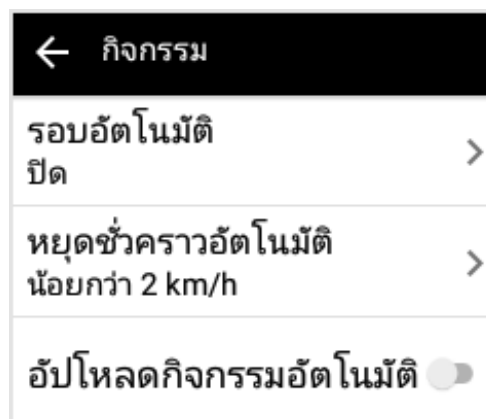 กิจกรรม
รอบอัตโนมัติ
ปิด
หยุดชั่วคราวอัตโนมัติ
น้อยกว่า 2 km/h
อัปโหลดกิจกรรมอัตโนมัติ